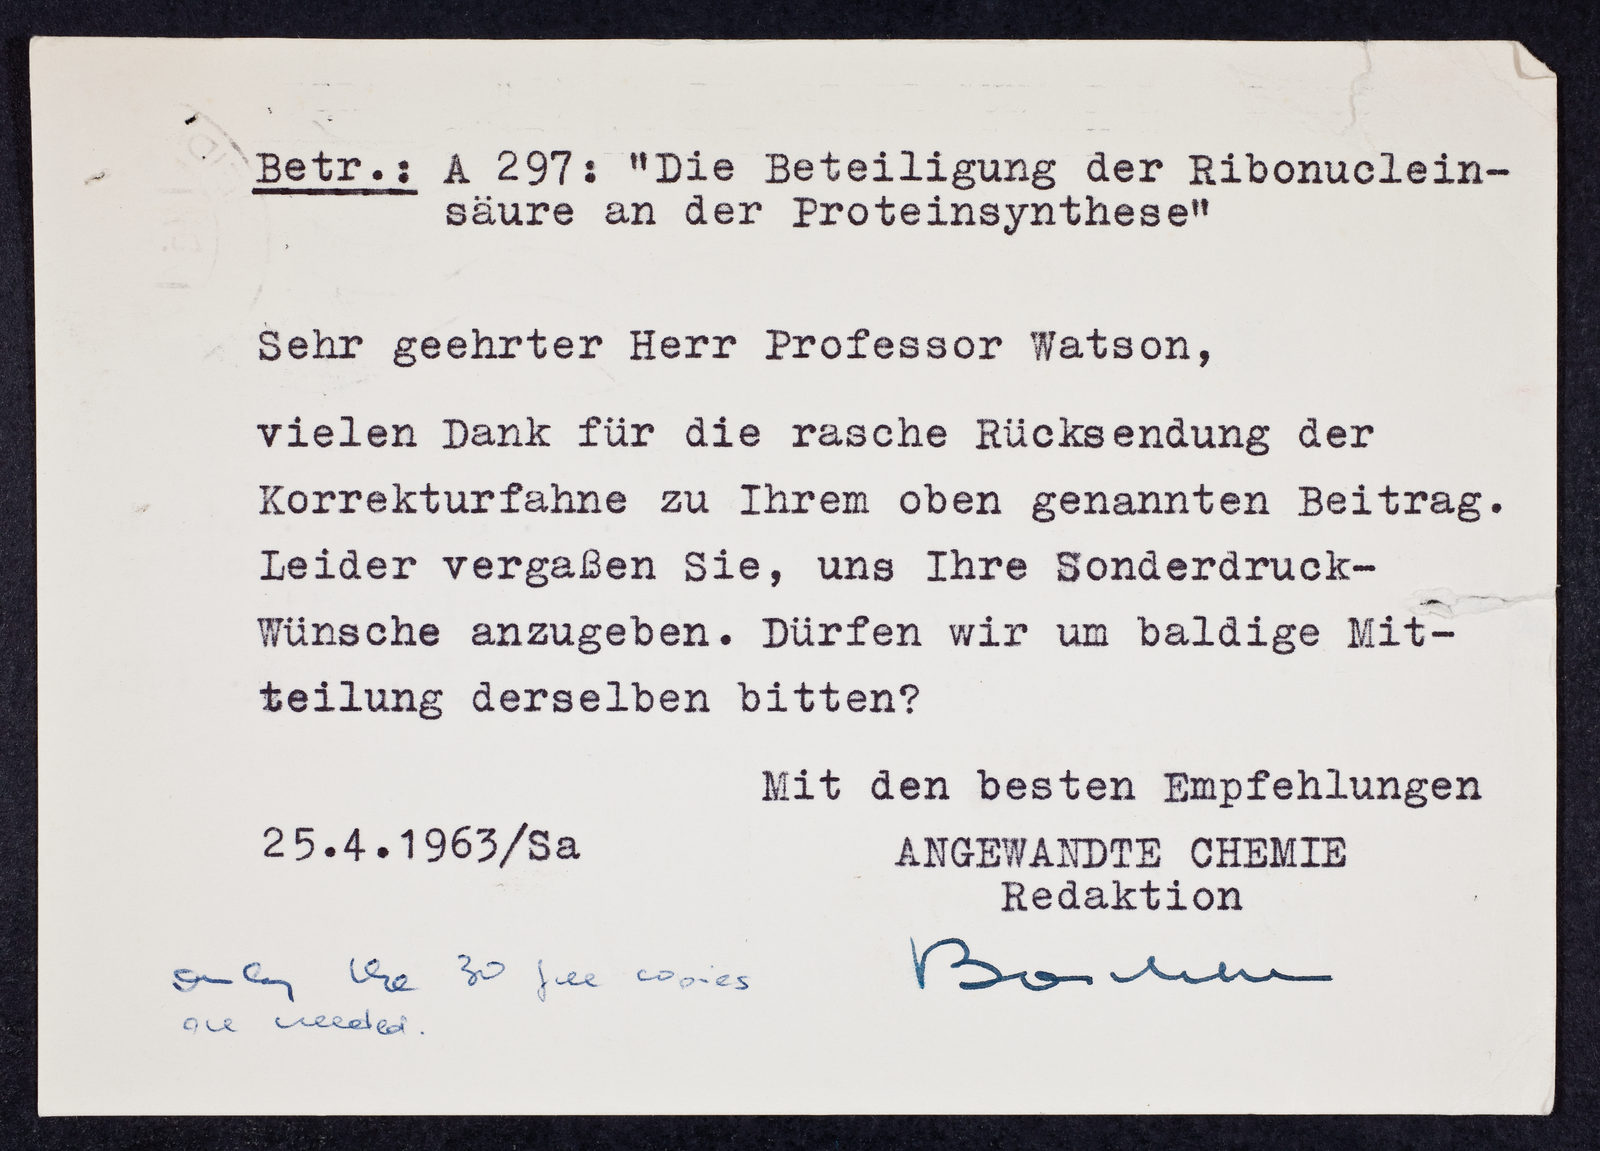 Betr.: A 297: "Die Beteiligung der Ribonuclein-
säure an der Proteinsynthese"
Sehr geehrter Herr Professor Watson,
vielen Dank für die rasche Rücksendung der
Korrekturfahne zu Ihrem oben genannten Beitrag.
Leider vergaßen Sie, uns Ihre Sonderdruck-
Wünsche anzugeben. Dürfen wir um baldige Mit-
teilung derselben bitten?
Mit den besten Empfehlungen
25.4.1963/Sa
ANGEWANDTE CHEMIE
Redaktion
only the 30 free copies
are needed.